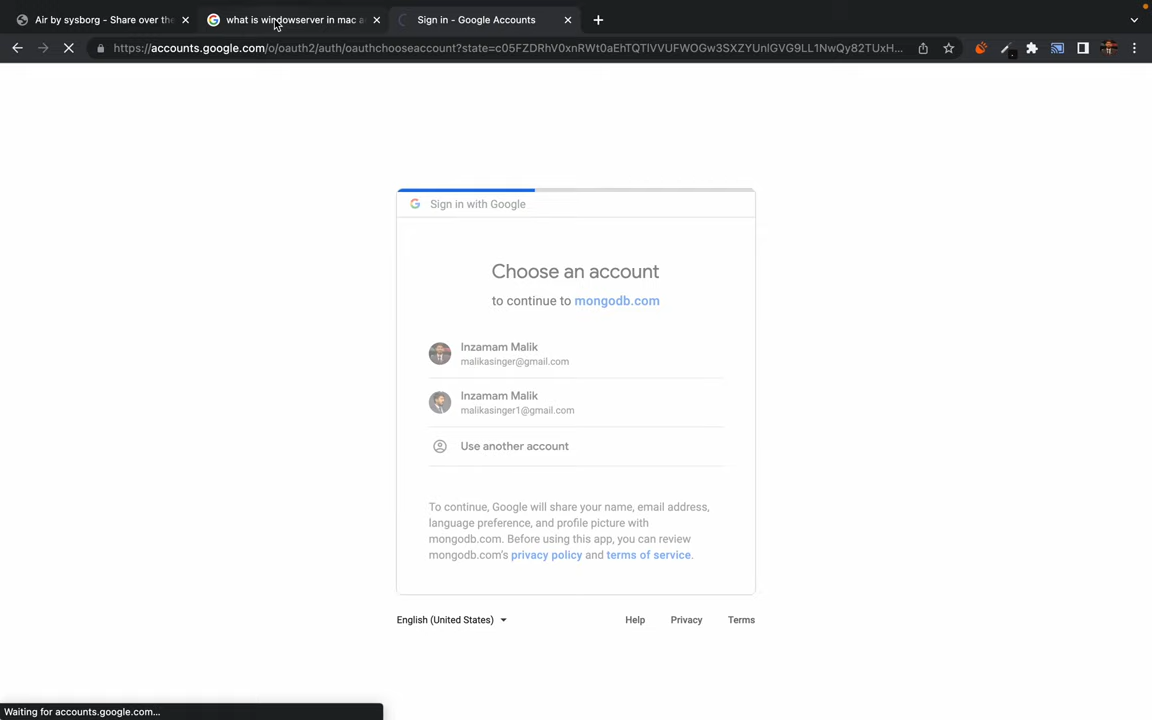 Air by sysborg - Share over the
what is windowserver in mac a
Sign in - Google Accounts
https://accounts.google.com/o/oauth2/auth/oauthchooseaccount?state=c05FZDRhV0xnRWt0aEhTQTlVVUFWOGw3SXZYUnlGVG9LL1NwQy82TUxH...
Sign in with Google
Choose an account
to continue to mongodb.com
Inzamam Malik
malikasinger@gmail.com
Inzamam Malik
malikasinger1@gmail.com
Use another account
To continue, Google will share your name, email address,
language preference, and profile picture with
mongodb.com. Before using this app, you can review
mongodb.com's privacy policy and terms of service.
English (United States)
Help
Privacy
Terms
Waiting for accounts.google.com...